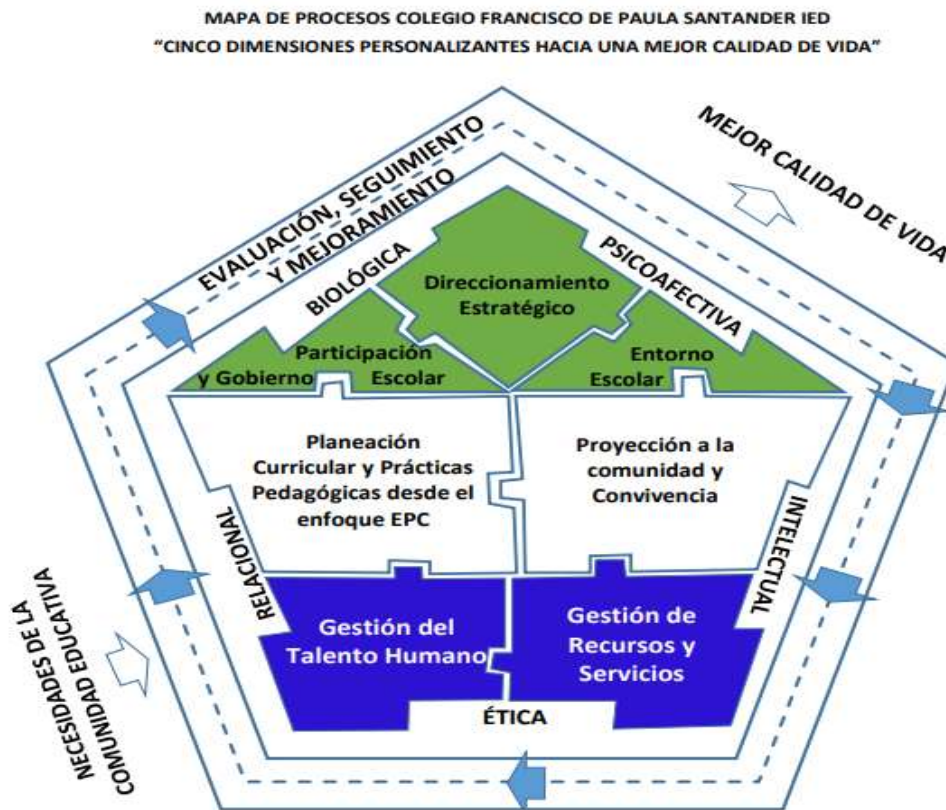 MAPA DE PROCESOS COLEGIO FRANCISCO DE PAULA SANTANDER IED
“CINCO DIMENSIONES PERSONALIZANTES HACIA UNA MEJOR CALIDAD DE VIDA”
MEJOR CALIDAD DE VIDA
EVALUACIÓN, SEGUIMIENTO
Y MEJORAMIENTO
BIOLÓGICA
PSICOAFECTIVA
Direccionamiento
Estratégico
Participación
y Gobierno Escolar
Entorno
Escolar
Planeación
Curricular y Prácticas
Pedagógicas desde el
enfoque EPC
Proyección a la
comunidad y
Convivencia
RELACIONAL
INTELECTUAL
NECESIDADES DE LA
COMUNIDAD EDUCATIVA
Gestión del
Talento Humano
Gestión de
Recursos y
Servicios
ÉTICA